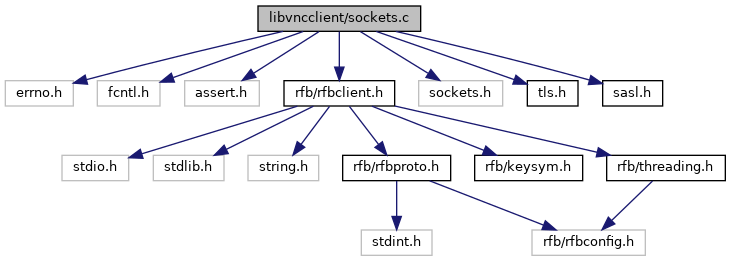 libvncclient/sockets.c
errno.h
fcntl.h
assert.h
rfb/rfbclient.h
sockets.h
tls.h
sasl.h
stdio.h
stdlib.h
string.h
rfb/rfbproto.h
rfb/keysym.h
rfb/threading.h
stdint.h
rfb/rfbconfig.h